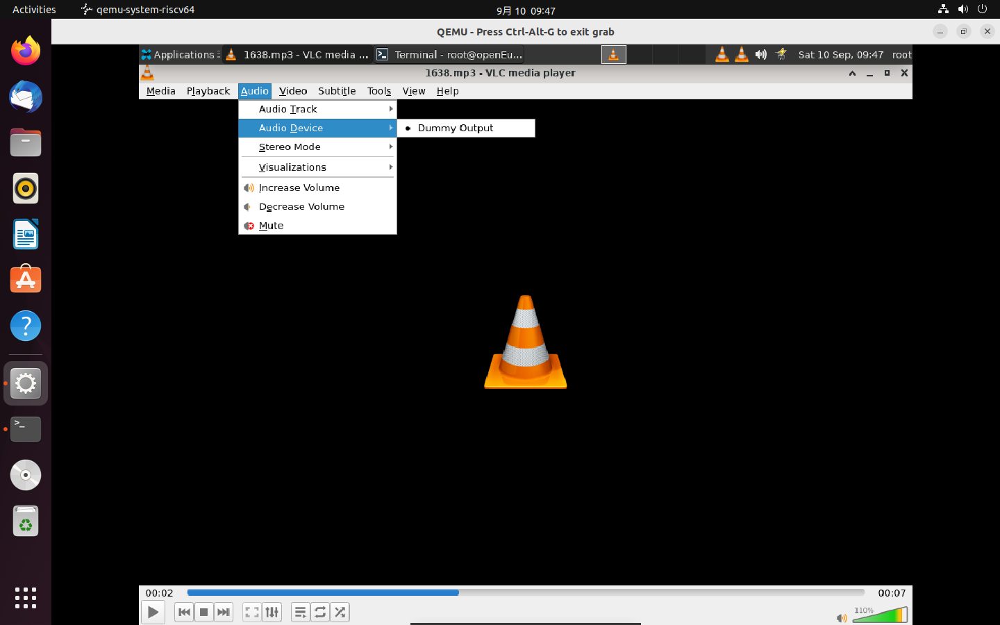 Activities qemu-system-riscv64 9月 10 09:47
QEMU - Press Ctrl-Alt-G to exit grab
Applications 1638.mp3 - VLC media ... Terminal - root@openEu... Sat 10 Sep, 09:47 root
1638.mp3 - VLC media player
Media Playback Audio Video Subtitle Tools View Help
Audio Track
Audio Device Dummy Output
Stereo Mode
Visualizations
Increase Volume
Decrease Volume
Mute
00:02 00:07
110%